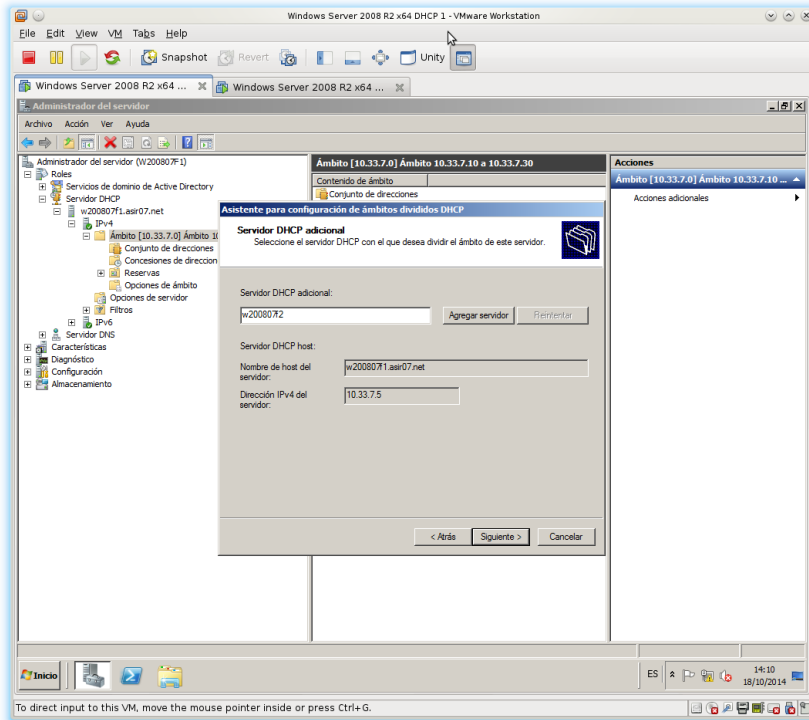 Windows Server 2008 R2 x64 DHCP 1 - VMware Workstation
File Edit View VM Tabs Help
Snapshot Revert Unity
Windows Server 2008 R2 x64 ... Windows Server 2008 R2 x64 ...
Administrador del servidor
Archivo Acción Ver Ayuda
Administrador del servidor (W200807F1)
Roles
Servicios de dominio de Active Directory
Servidor DHCP
w200807f1.asir07.net
IPv4
Ámbito [10.33.7.0] Ámbito 10
Conjunto de direcciones
Concesiones de direccion
Reservas
Opciones de ámbito
Opciones de servidor
Filtros
IPv6
Servidor DNS
Características
Diagnóstico
Configuración
Almacenamiento
Ámbito [10.33.7.0] Ámbito 10.33.7.10 a 10.33.7.30
Contenido de ámbito
Conjunto de direcciones
Acciones
Ámbito [10.33.7.0] Ámbito 10.33.7.10 ...
Acciones adicionales
Asistente para configuración de ámbitos divididos DHCP
Servidor DHCP adicional
Seleccione el servidor DHCP con el que desea dividir el ámbito de este servidor.
Servidor DHCP adicional:
w200807f2 Agregar servidor Reintentar
Servidor DHCP host:
Nombre de host del servidor: w200807f1.asir07.net
Dirección IPv4 del servidor: 10.33.7.5
< Atrás Siguiente > Cancelar
Inicio ES 14:10
18/10/2014
To direct input to this VM, move the mouse pointer inside or press Ctrl+G.